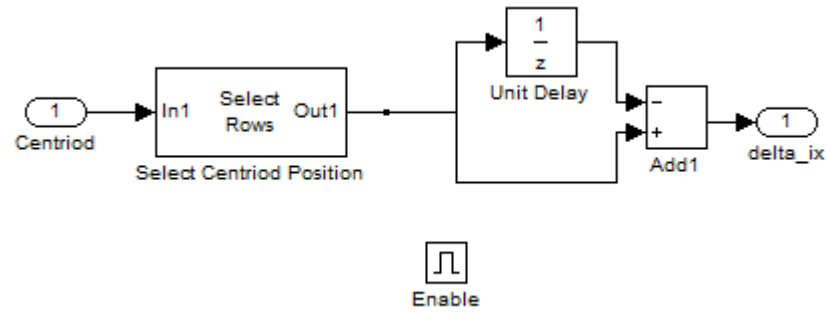 1
z
Unit Delay
1
Centriod
In1
Select
Rows
Out1
Select Centriod Position
−
+
Add1
1
delta_ix
Enable